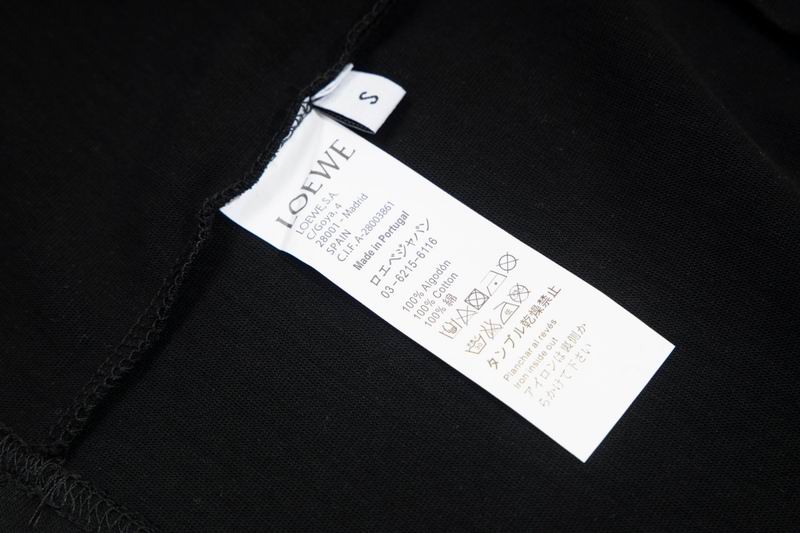 S
LOEWE
LOEWE, S.A.
C/Goya, 4
28001 - Madrid
SPAIN
C.I.F. A-28003861
Made in Portugal
ロエベジャパン
03-6215-6116
100% Algodón
100% Cotton
100% 綿
タンブル乾燥禁止
Planchar al revés
Iron inside out
アイロンは裏側か
らかけて下さい